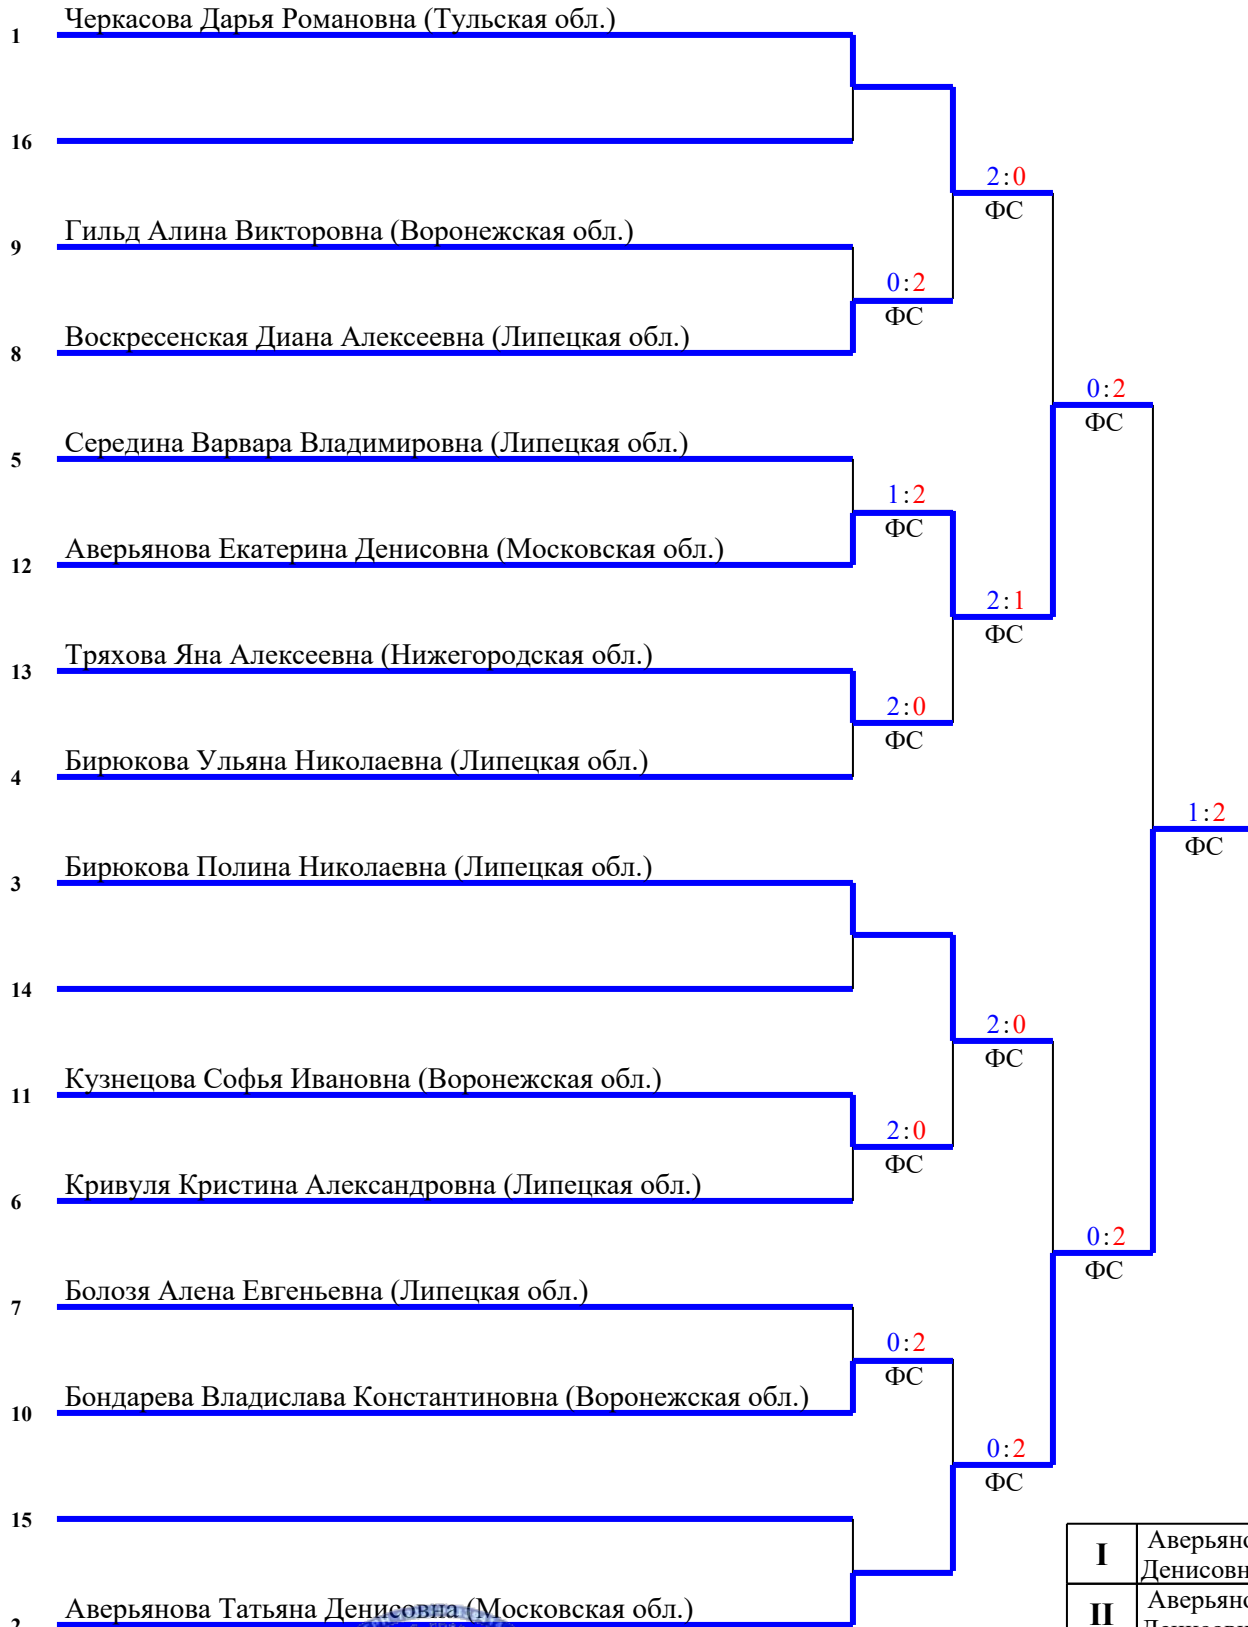 Черкасова Дарья Романовна (Тульская обл.)
1
16
2:0
ФС
Гильд Алина Викторовна (Воронежская обл.)
9
0:2
ФС
Воскресенская Диана Алексеевна (Липецкая обл.)
8
0:2
ФС
Середина Варвара Владимировна (Липецкая обл.)
5
1:2
ФС
Аверьянова Екатерина Денисовна (Московская обл.)
12
2:1
ФС
Тряхова Яна Алексеевна (Нижегородская обл.)
13
2:0
ФС
Бирюкова Ульяна Николаевна (Липецкая обл.)
4
1:2
ФС
Бирюкова Полина Николаевна (Липецкая обл.)
3
14
2:0
ФС
Кузнецова Софья Ивановна (Воронежская обл.)
11
2:0
ФС
Кривуля Кристина Александровна (Липецкая обл.)
6
0:2
ФС
Болозя Алена Евгеньевна (Липецкая обл.)
7
0:2
ФС
Бондарева Владислава Константиновна (Воронежская обл.)
10
0:2
ФС
15
I
Аверьяно
Денисовн
Аверьянова Татьяна Денисовна (Московская обл.)
2
II
Аверьяно